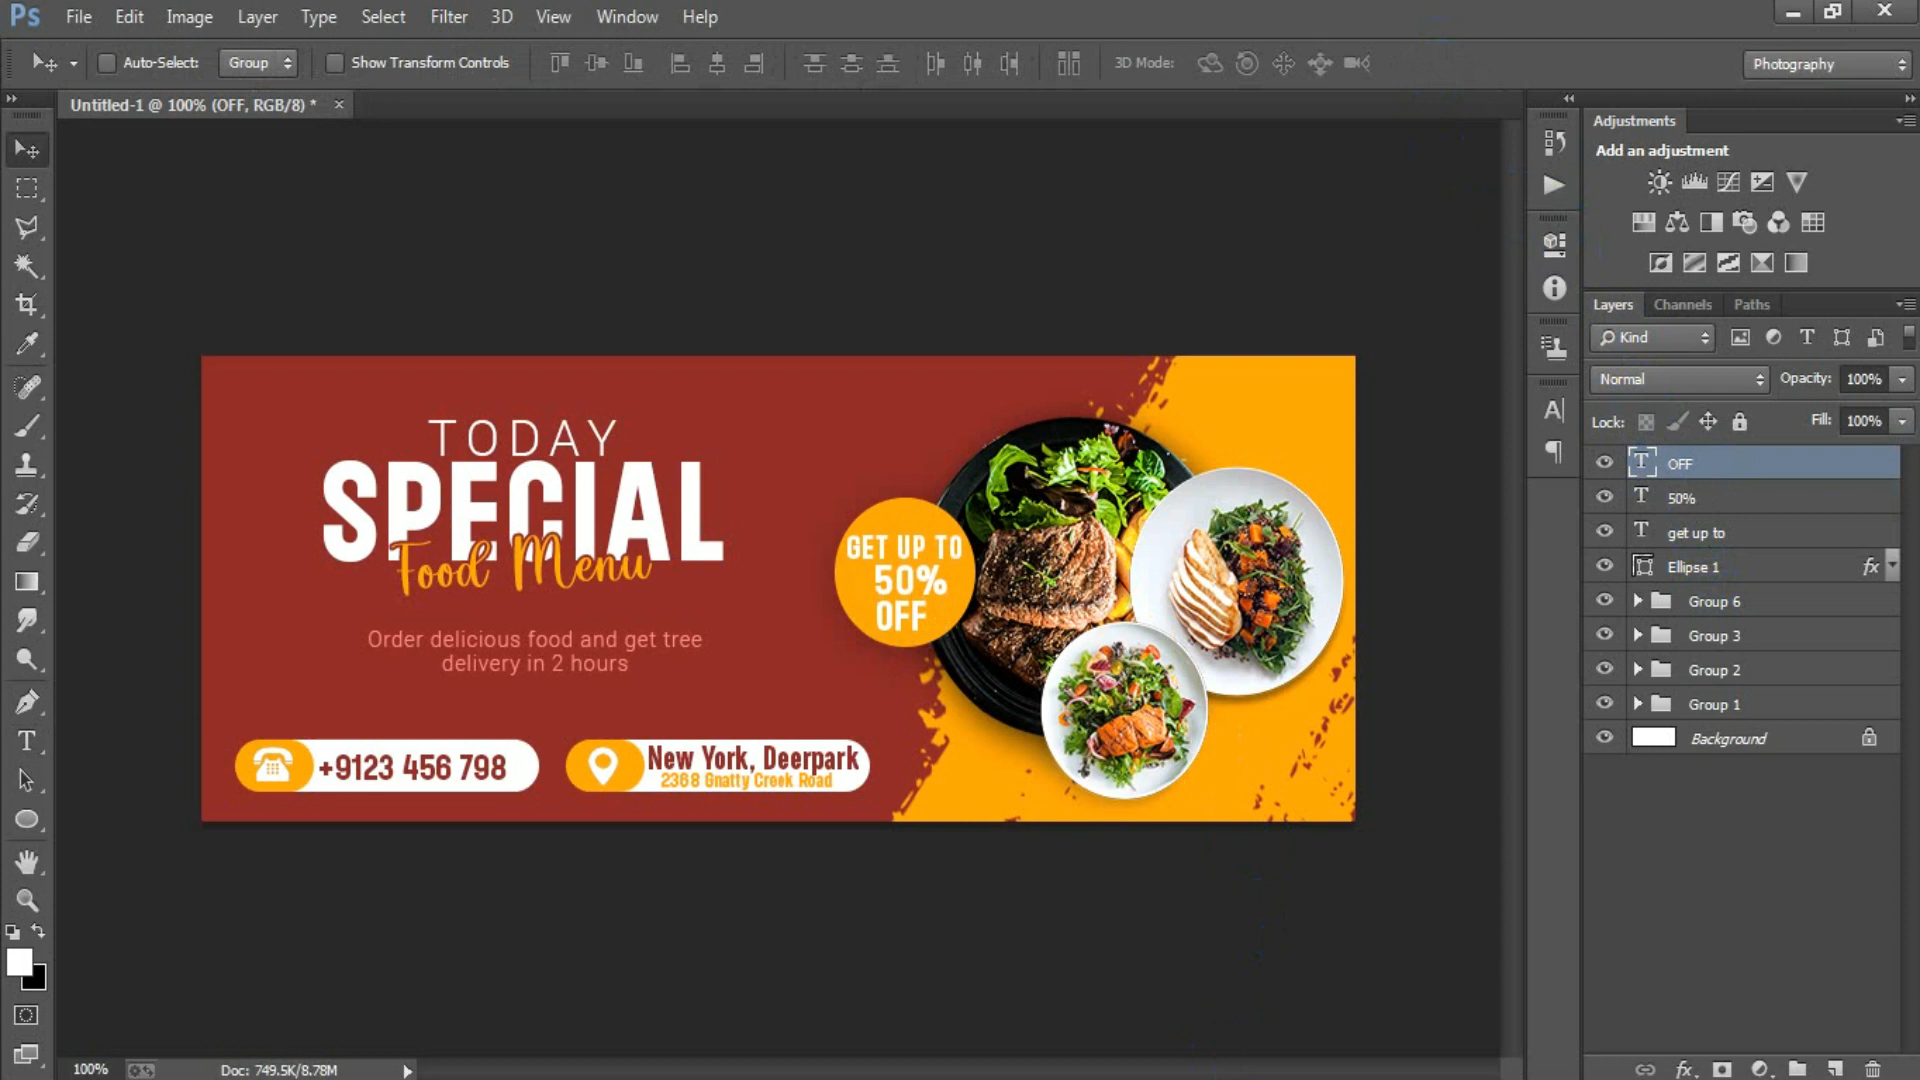 Ps File Edit Image Layer Type Select Filter 3D View Window Help
Auto-Select: Group Show Transform Controls 3D Mode: Photography
Untitled-1 @ 100% (OFF, RGB/8) *
Adjustments
Add an adjustment
Layers Channels Paths
Kind
Normal Opacity: 100%
Lock: Fill: 100%
OFF
50%
get up to
Ellipse 1 fx
Group 6
Group 3
Group 2
Group 1
Background
TODAY
SPECIAL
Food Menu
Order delicious food and get tree
delivery in 2 hours
GET UP TO
50%
OFF
+9123 456 798
New York, Deerpark
2368 Gnatty Creek Road
100% Doc: 749.5K/8.78M
fx